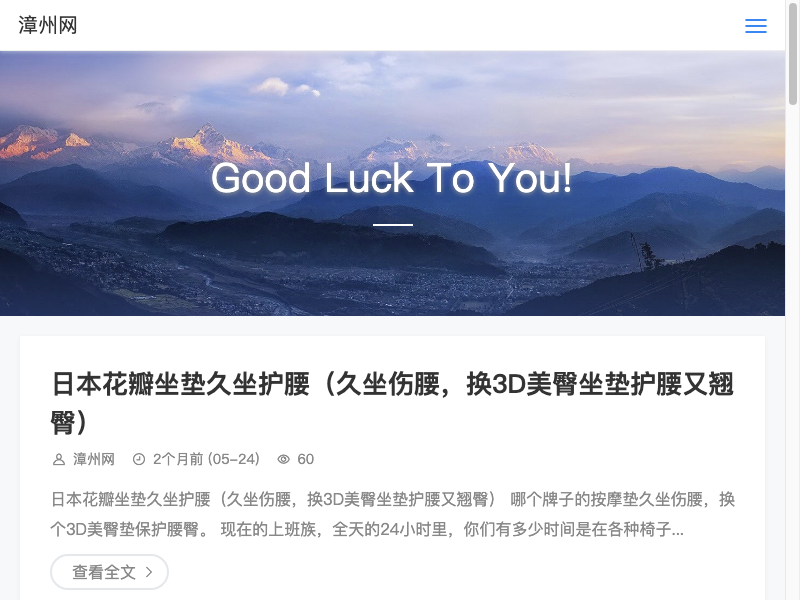 漳州网
Good Luck To You!
日本花瓣坐垫久坐护腰（久坐伤腰，换3D美臀坐垫护腰又翘
臀）
漳州网 2个月前 (05-24) 60
日本花瓣坐垫久坐护腰（久坐伤腰，换3D美臀坐垫护腰又翘臀） 哪个牌子的按摩垫久坐伤腰，换
个3D美臀垫保护腰臀。 现在的上班族，全天的24小时里，你们有多少时间是在各种椅子...
查看全文